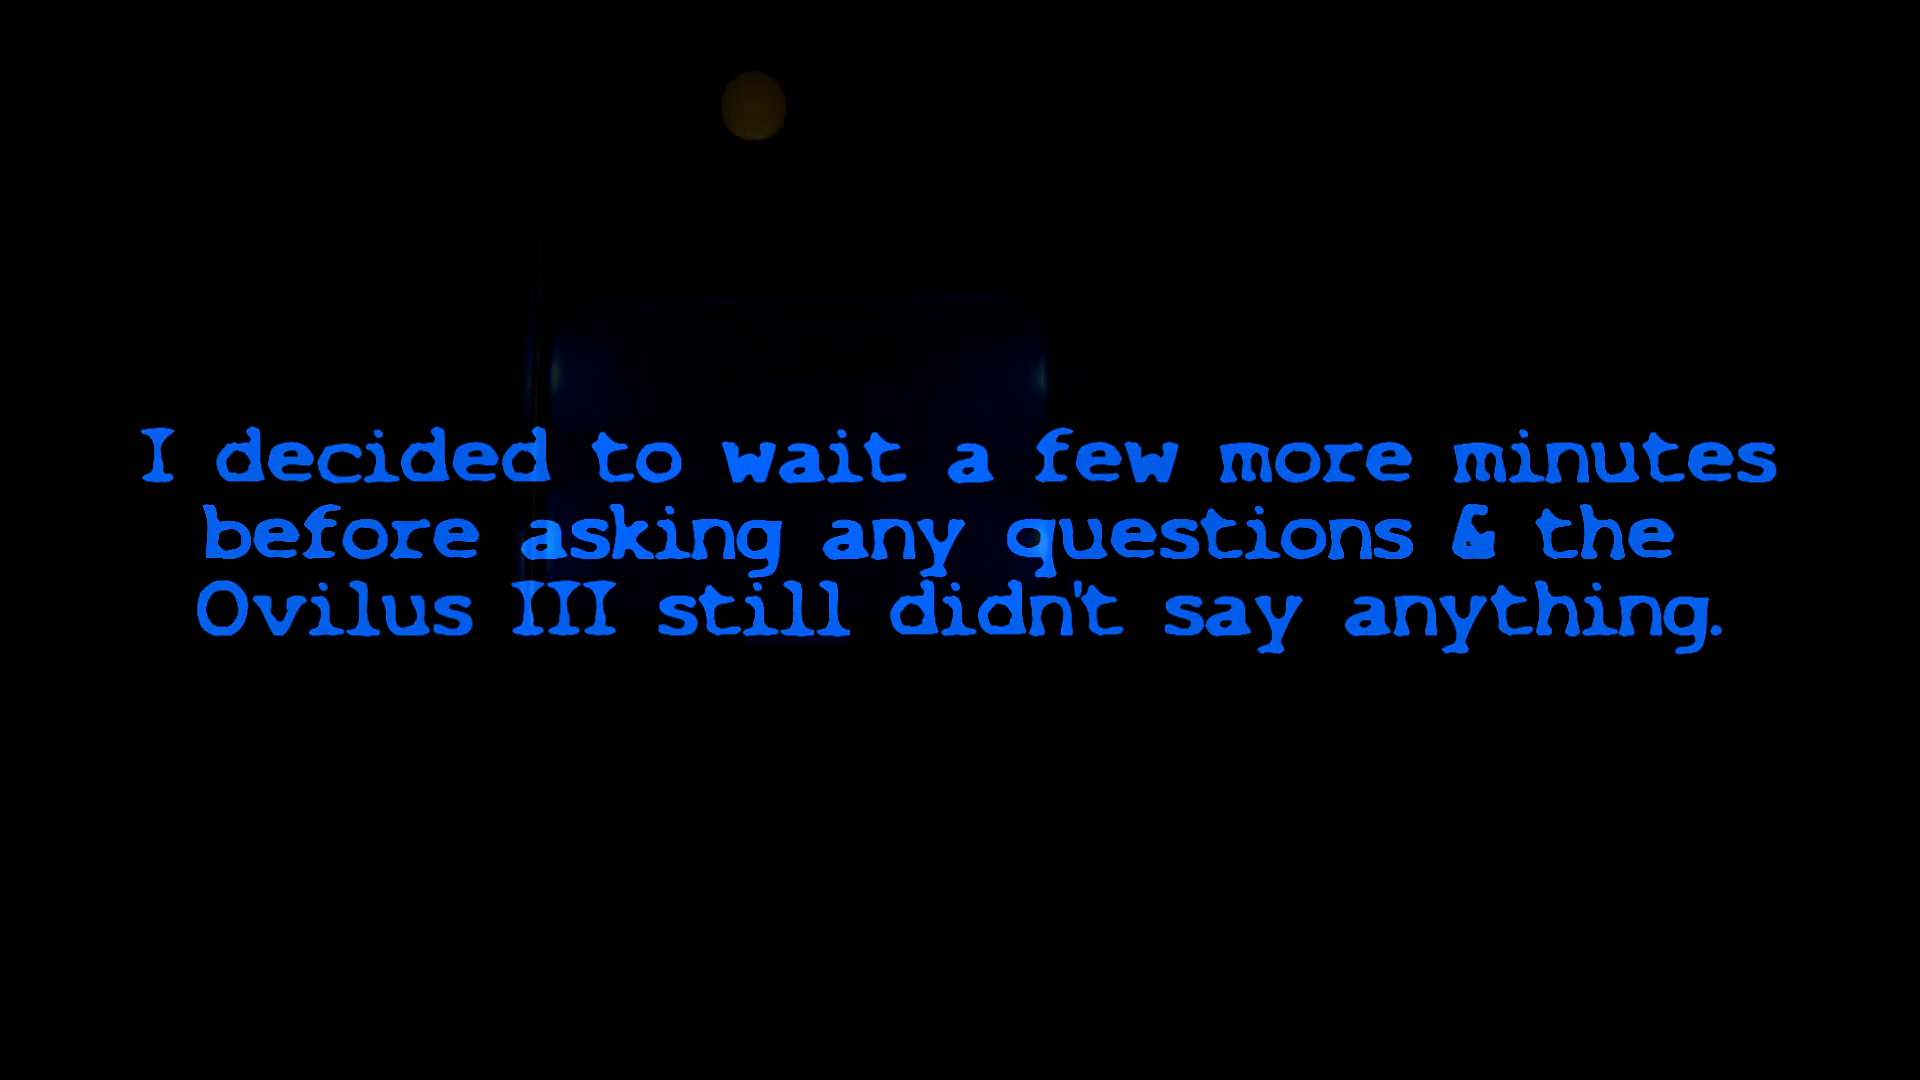 I decided to wait a few more minutes
before asking any questions & the
Ovilus III still didn't say anything.